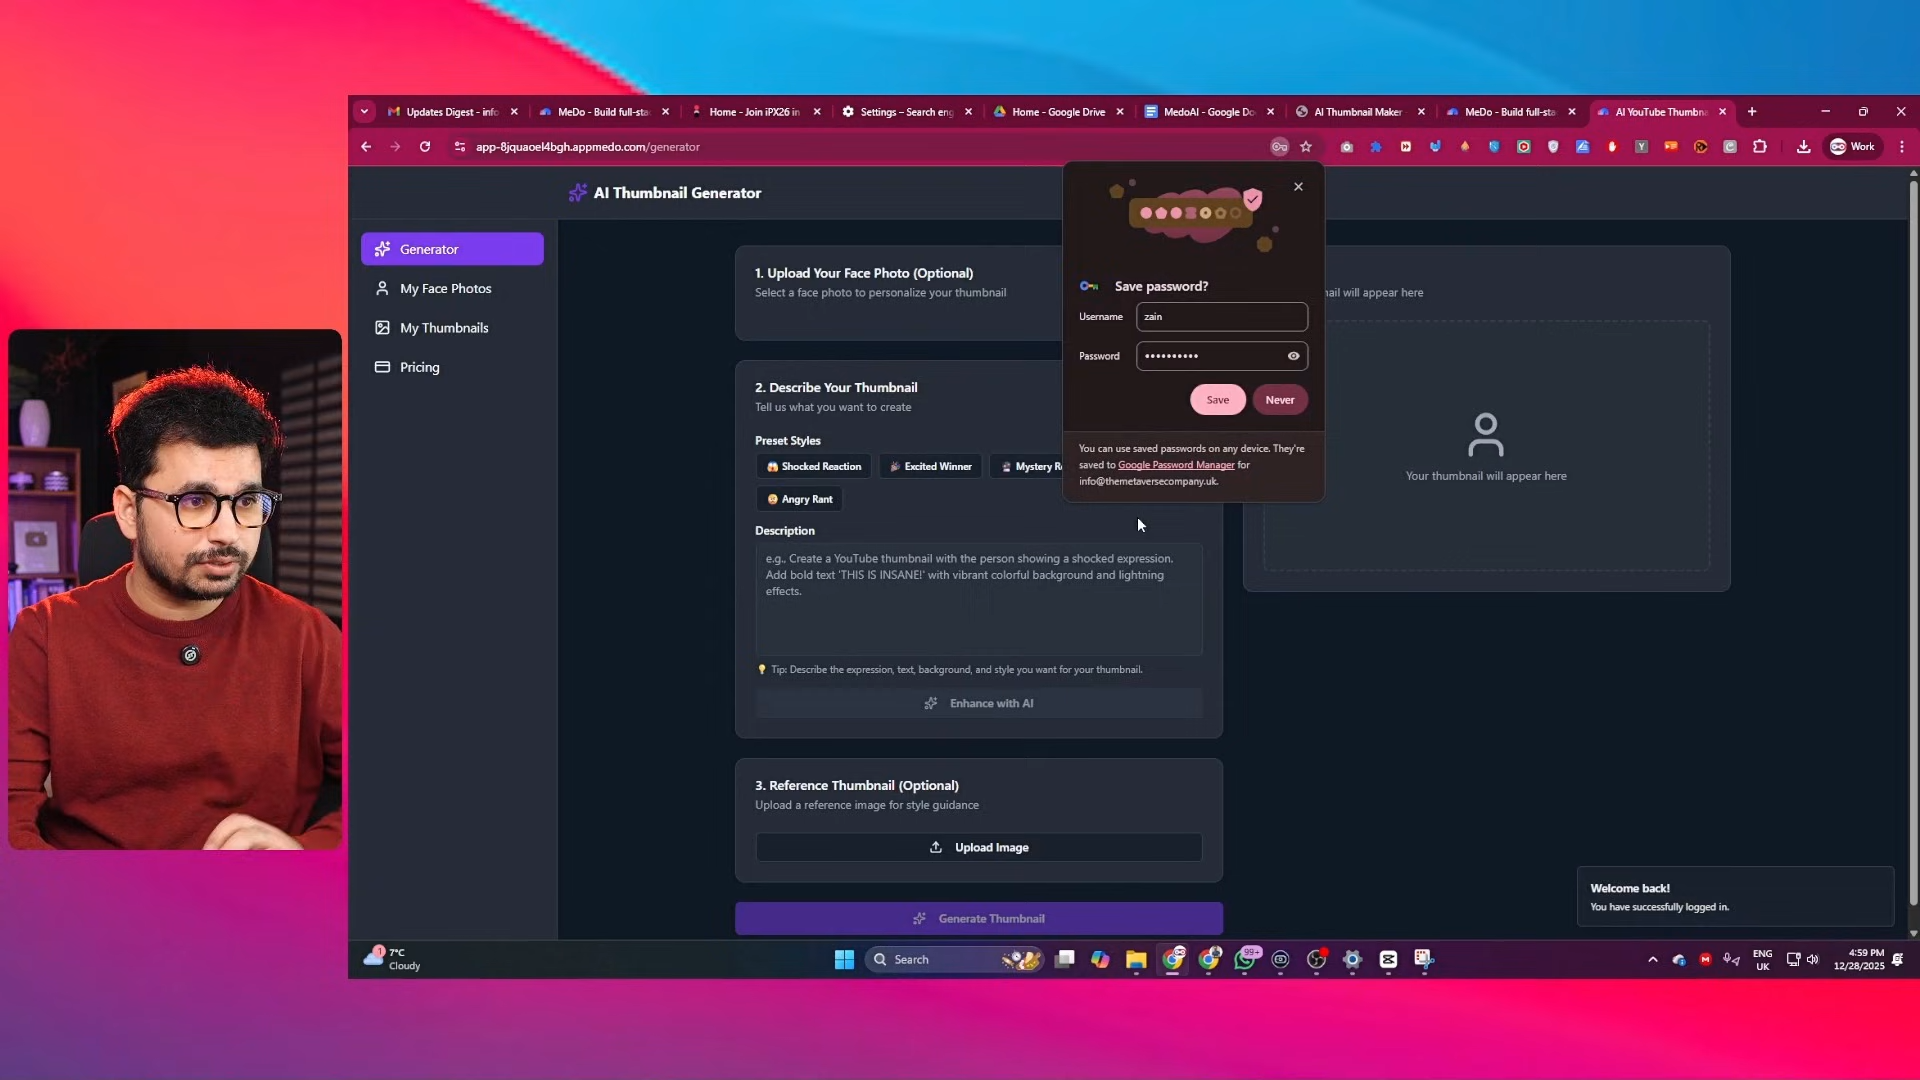 Updates Digest - info
MeDo - Build full-sta
Home - Join iPX26 in
Settings – Search eng
Home - Google Drive
MedoAI - Google Do
AI Thumbnail Maker
MeDo - Build full-sta
AI YouTube Thumbna
app-8jquaoel4bgh.appmedo.com/generator
Work
AI Thumbnail Generator
Generator
My Face Photos
My Thumbnails
Pricing
1. Upload Your Face Photo (Optional)
Select a face photo to personalize your thumbnail
2. Describe Your Thumbnail
Tell us what you want to create
Preset Styles
Shocked Reaction
Excited Winner
Mystery Re
Angry Rant
Description
e.g., Create a YouTube thumbnail with the person showing a shocked expression.
Add bold text 'THIS IS INSANE!' with vibrant colorful background and lightning
effects.
Tip: Describe the expression, text, background, and style you want for your thumbnail.
Enhance with AI
3. Reference Thumbnail (Optional)
Upload a reference image for style guidance
Upload Image
Generate Thumbnail
Save password?
Username
zain
Password
Save
Never
You can use saved passwords on any device. They're
saved to Google Password Manager for
info@themetaversecompany.uk.
nail will appear here
Your thumbnail will appear here
Welcome back!
You have successfully logged in.
1
7°C
Cloudy
Search
99+
ENG
UK
4:59 PM
12/28/2025